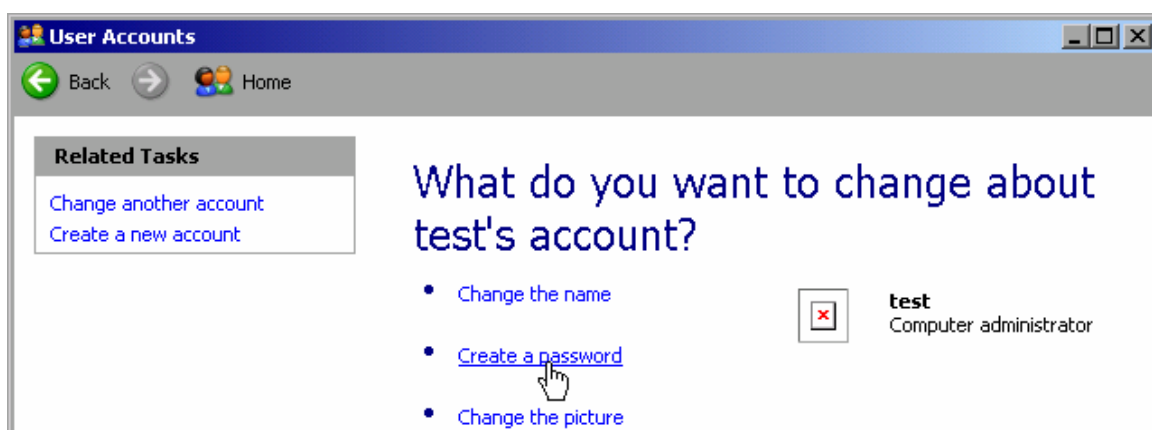 User Accounts
Back Home
Related Tasks
Change another account
Create a new account
What do you want to change about
test's account?
Change the name
Create a password
Change the picture
test
Computer administrator